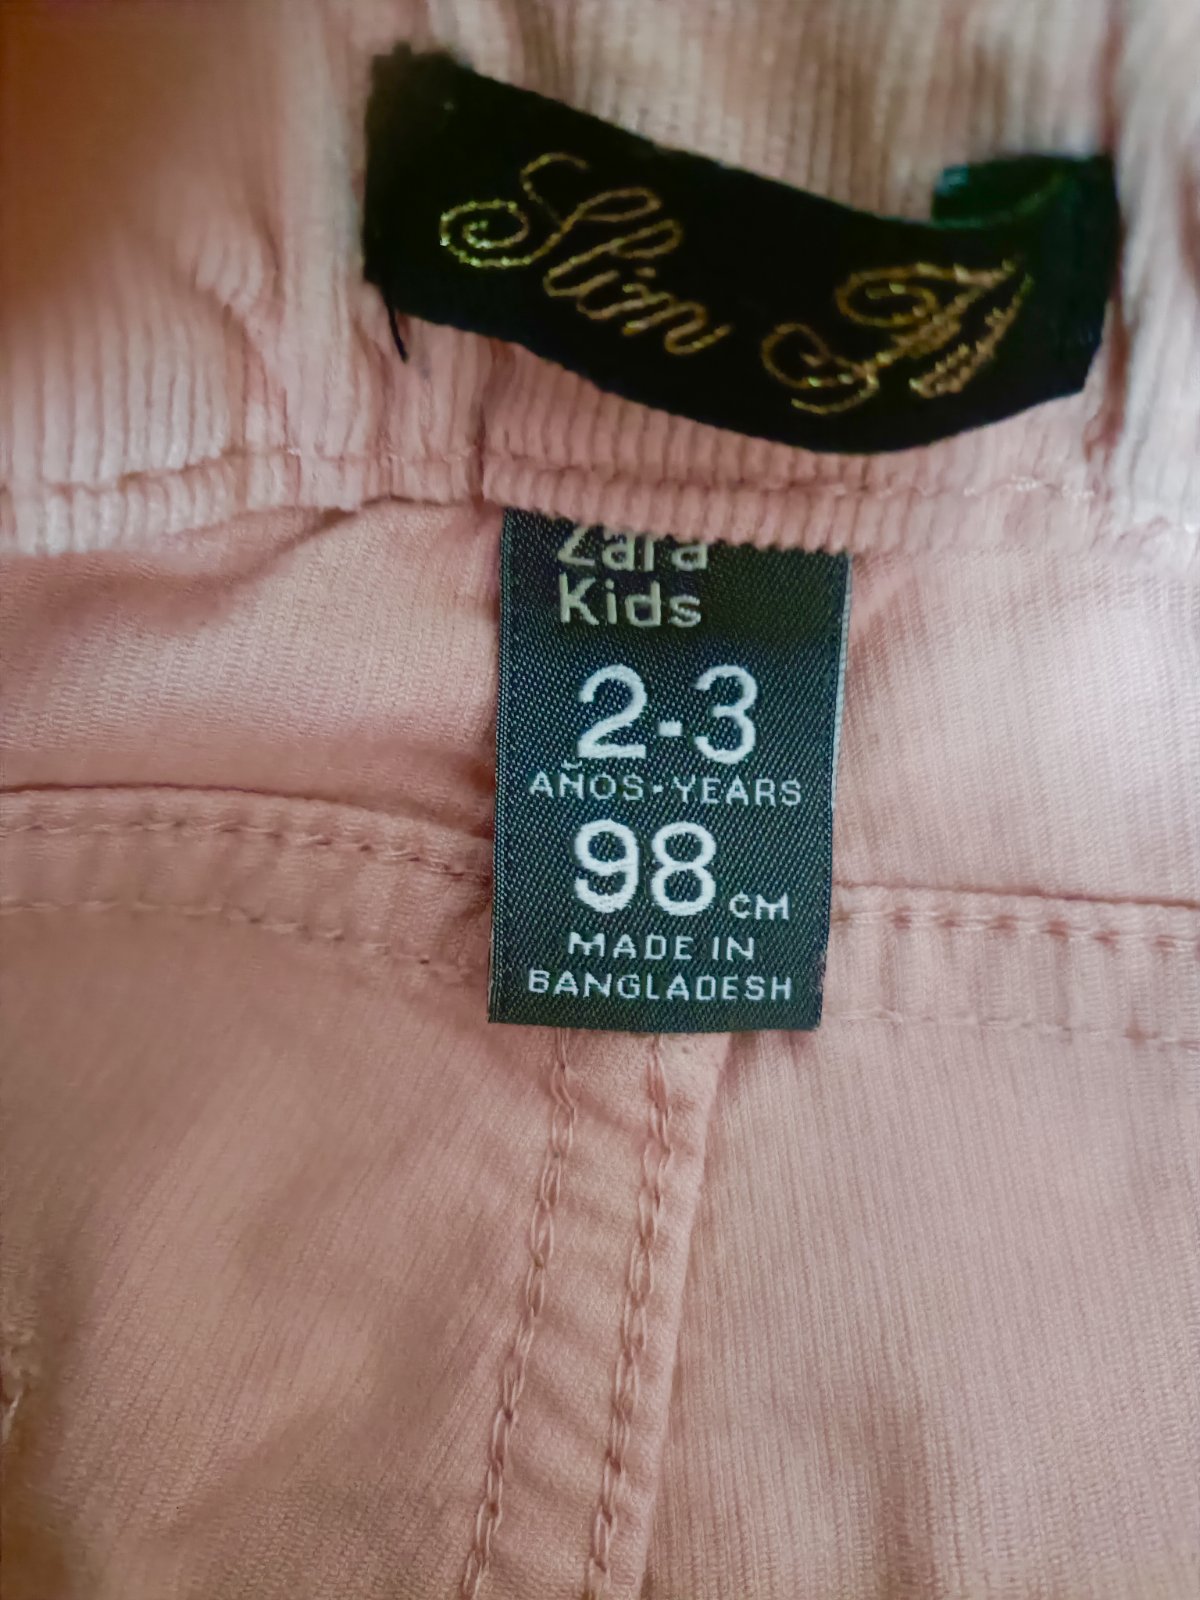 Slim Fit
Zara
Kids
2-3
AÑOS-YEARS
98 CM
MADE IN
BANGLADESH